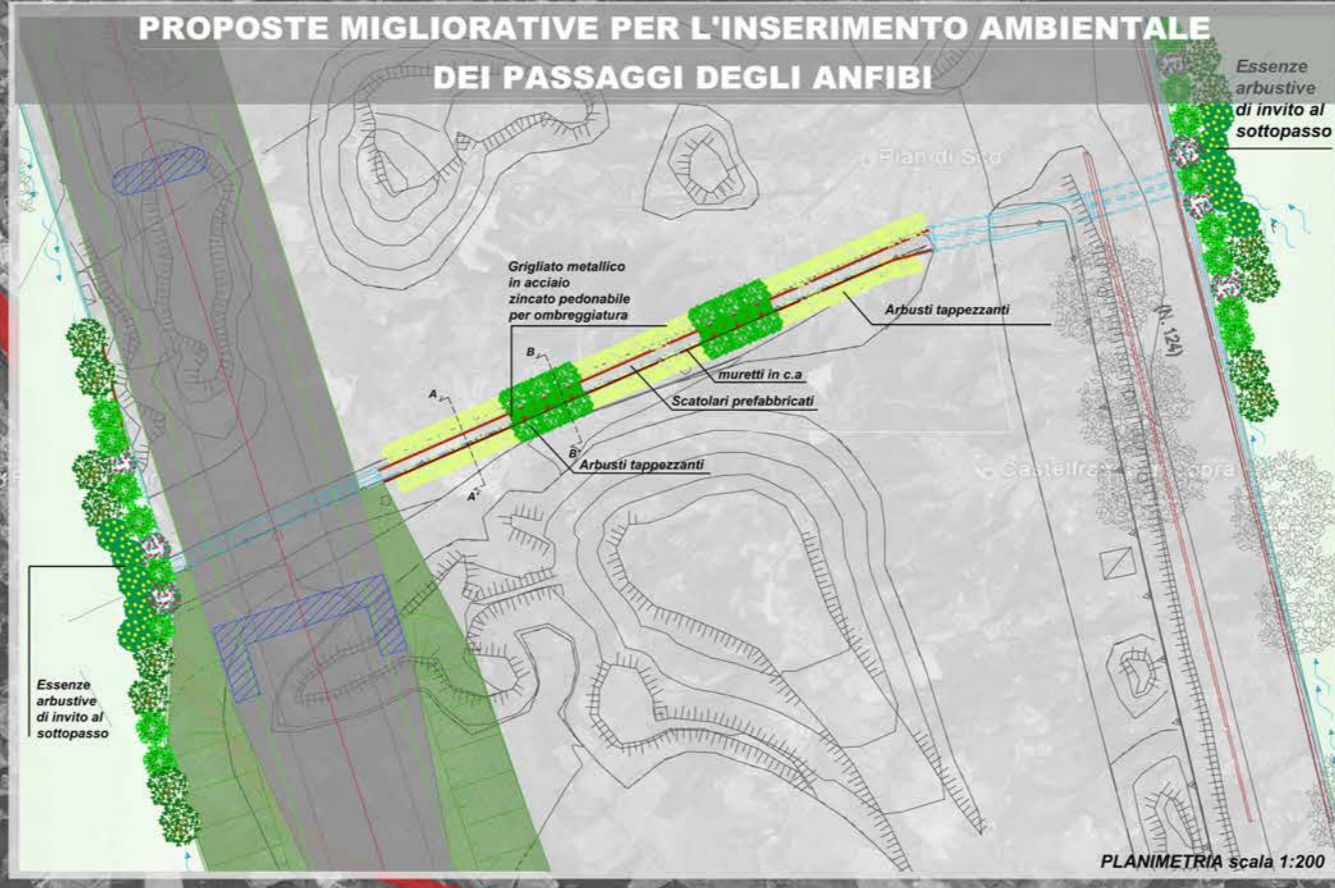 PROPOSTE MIGLIORATIVE PER L'INSERIMENTO AMBIENTALE
DEI PASSAGGI DEGLI ANFIBI
Essenze
arbustive
di invito al
sottopasso
Pian di Sco
Grigliato metallico
in acciaio
zincato pedonabile
per ombreggiatura
Arbusti tappezzanti
(N. 124)
B
muretti in c.a
A
Scatolari prefabbricati
B'
Arbusti tappezzanti
A'
Essenze
arbustive
di invito al
sottopasso
PLANIMETRIA scala 1:200